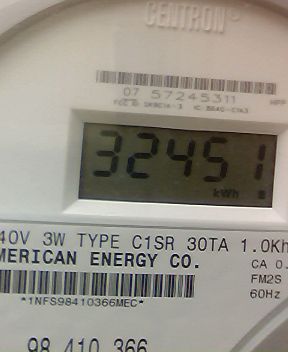 CENTRON®
07 57245311
32451
kWh
40V 3W TYPE C1SR 30TA 1.0Kh
MERICAN ENERGY CO.
CA 0.
FM2S
60Hz
*1NFS98410366MEC*
98 410 366